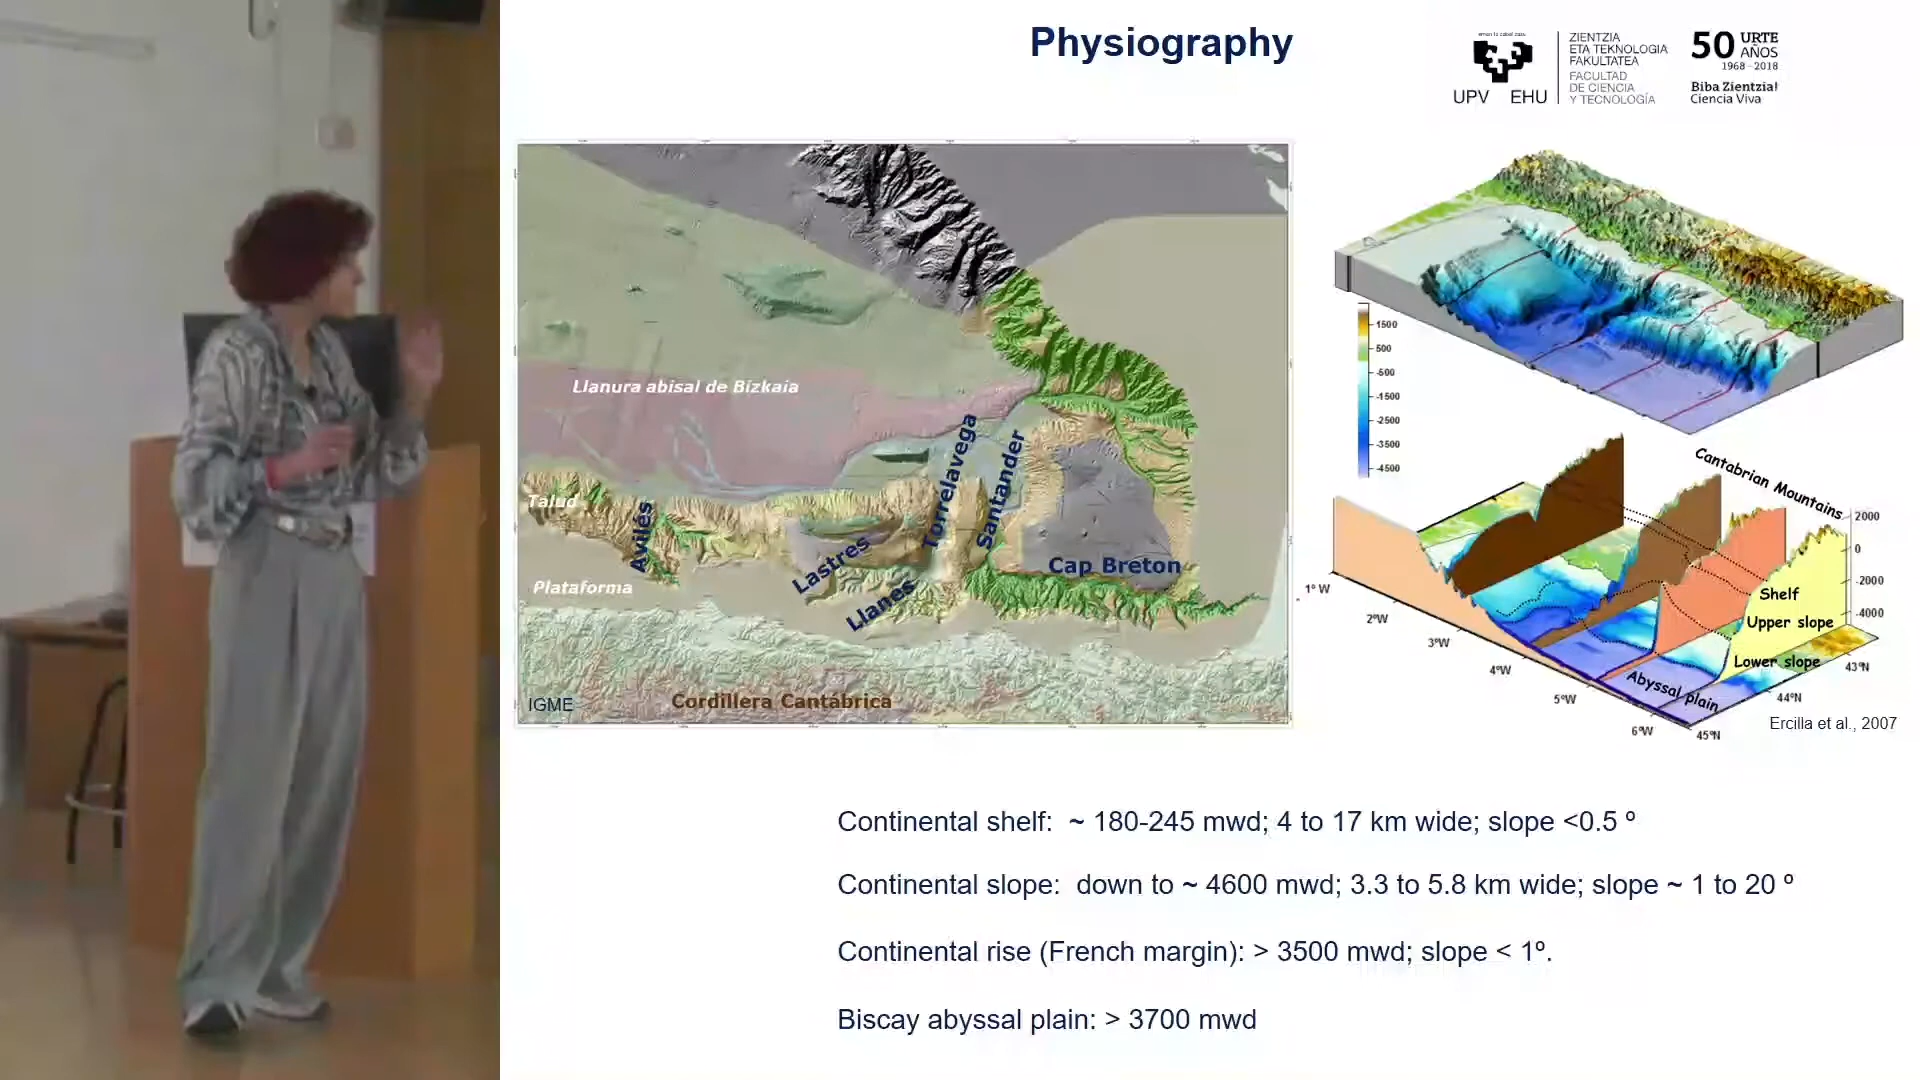 Physiography
UPV EHU
ZIENTZIA
ETA TEKNOLOGIA
FAKULTATEA
FACULTAD
DE CIENCIA
Y TECNOLOGÍA
50 URTE
AÑOS
1968 - 2018
Biba Zientzia!
Ciencia Viva
Llanura abisal de Bizkaia
Talud
Avilés
Plataforma
Lastres
Llanes
Torrelavega
Santander
Cap Breton
IGME
Cordillera Cantábrica
1500
500
-500
-1500
-2500
-3500
-4500
Cantabrian Mountains
2000
0
-2000
-4000
Shelf
Upper slope
Lower slope
Abyssal plain
1º W
2ºW
3ºW
4ºW
5ºW
6ºW
43ºN
44ºN
45ºN
Ercilla et al., 2007
Continental shelf: ~ 180-245 mwd; 4 to 17 km wide; slope <0.5 º
Continental slope: down to ~ 4600 mwd; 3.3 to 5.8 km wide; slope ~ 1 to 20 º
Continental rise (French margin): > 3500 mwd; slope < 1º.
Biscay abyssal plain: > 3700 mwd